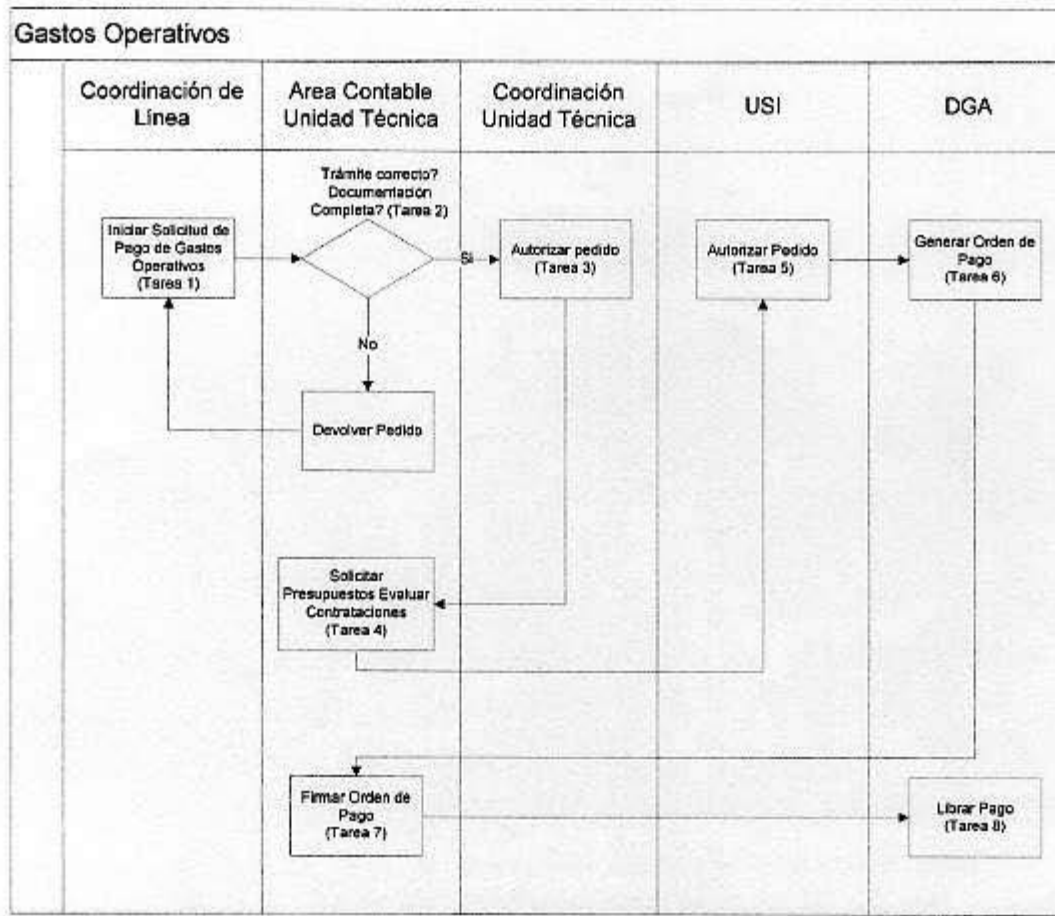 Gastos Operativos
Coordinación de
Línea
Area Contable
Unidad Técnica
Coordinación
Unidad Técnica
USI
DGA
Trámite correcto?
Documentación
Completa? (Tarea 2)
Iniciar Solicitud de
Pago de Gastos
Operativos
(Tarea 1)
Si
Autorizar pedido
(Tarea 3)
Autorizar Pedido
(Tarea 5)
Generar Orden de
Pago
(Tarea 6)
No
Devolver Pedido
Solicitar
Presupuestos Evaluar
Contrataciones
(Tarea 4)
Firmar Orden de
Pago
(Tarea 7)
Librar Pago
(Tarea 8)